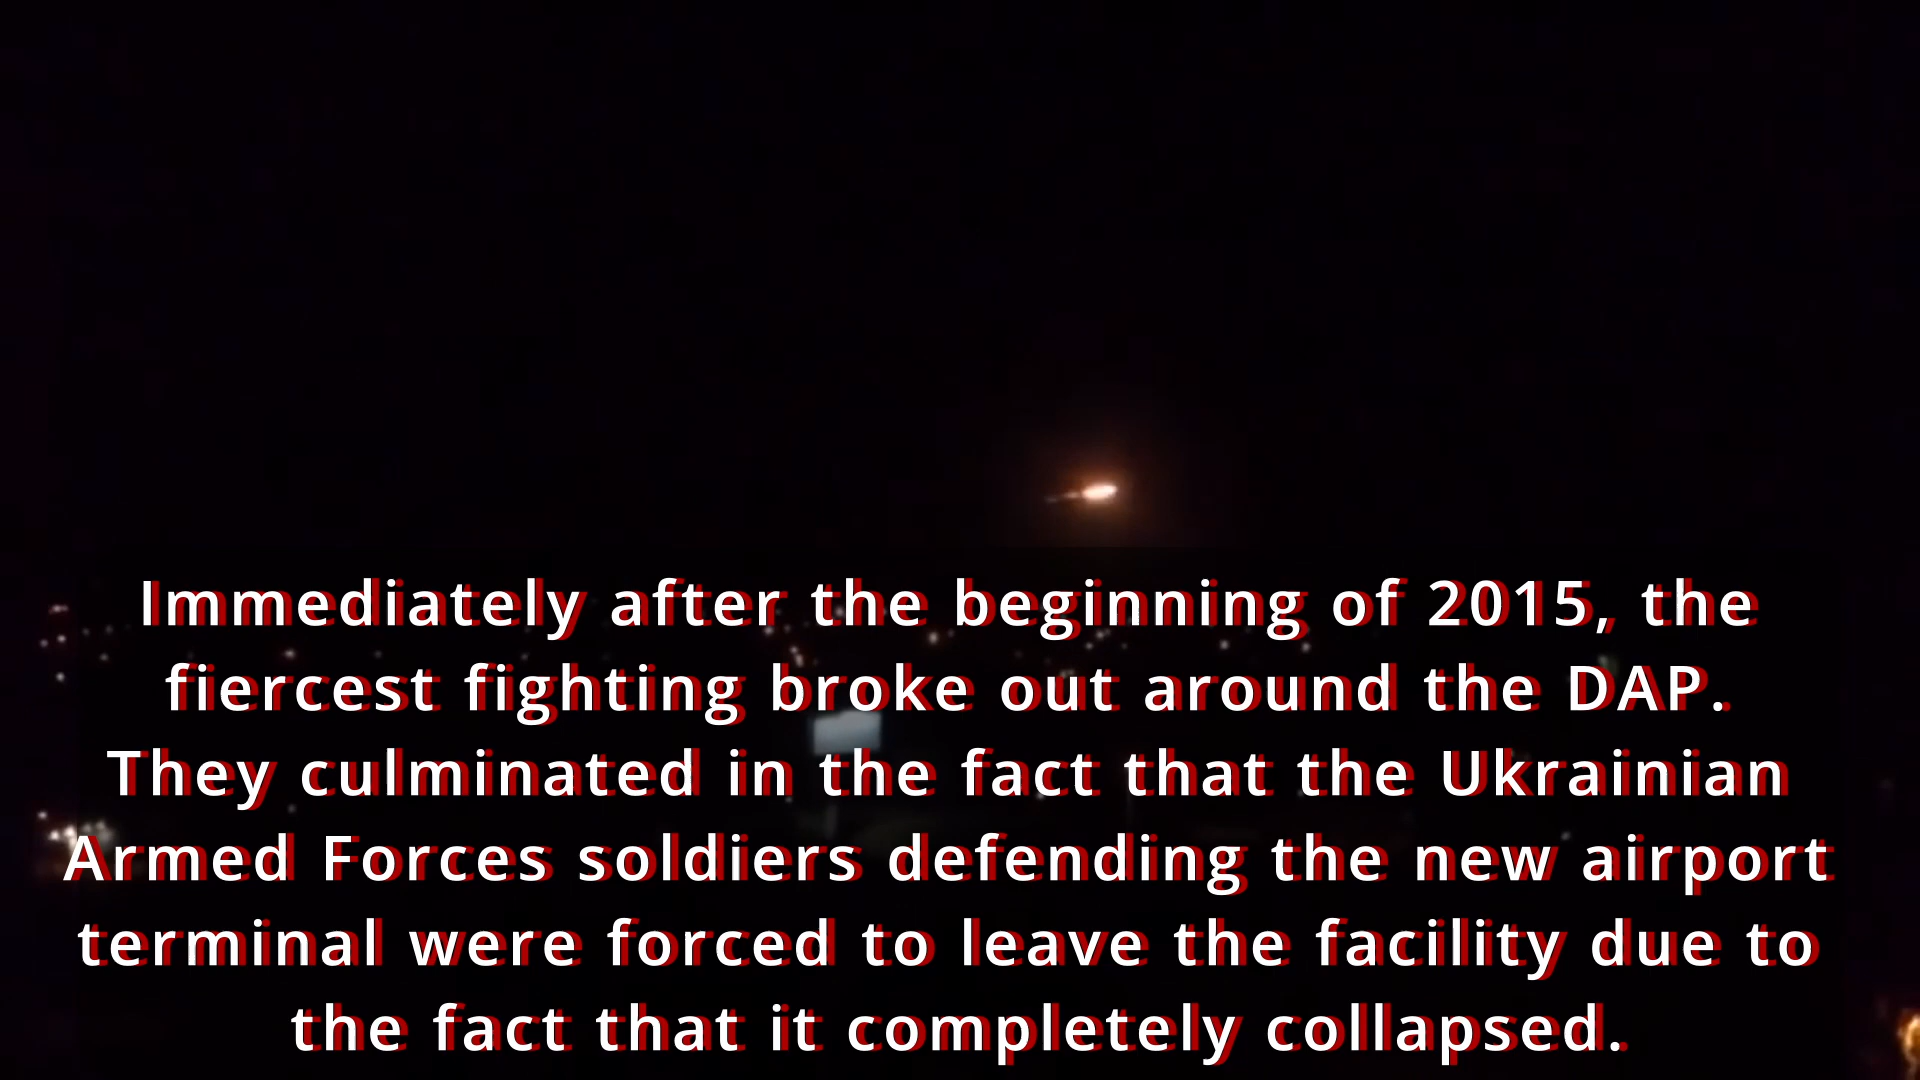 Immediately after the beginning of 2015, the
fiercest fighting broke out around the DAP.
They culminated in the fact that the Ukrainian
Armed Forces soldiers defending the new airport
terminal were forced to leave the facility due to
the fact that it completely collapsed.